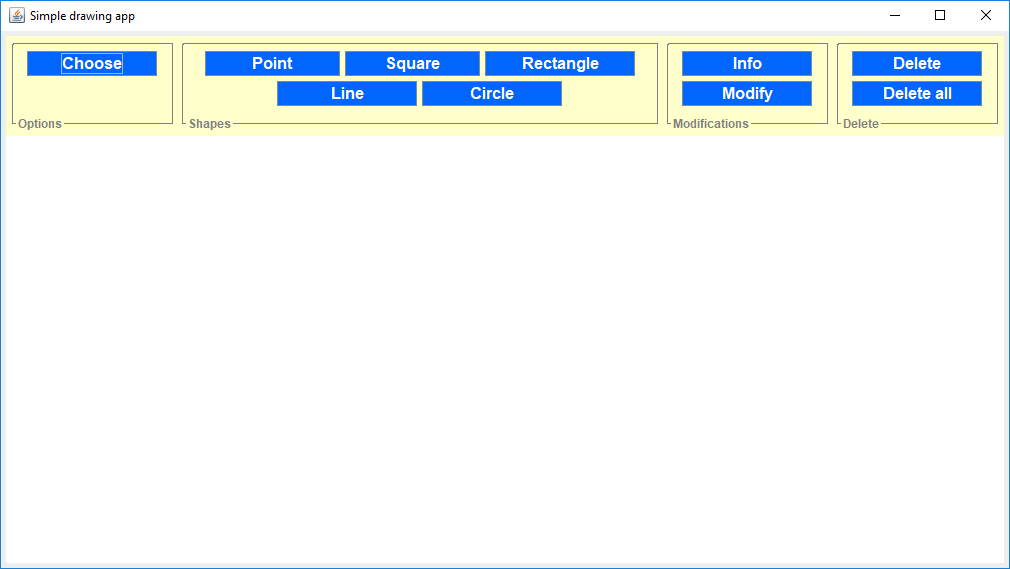 Simple drawing app
Choose
Options
Point Square Rectangle
Line Circle
Shapes
Info
Modify
Modifications
Delete
Delete all
Delete